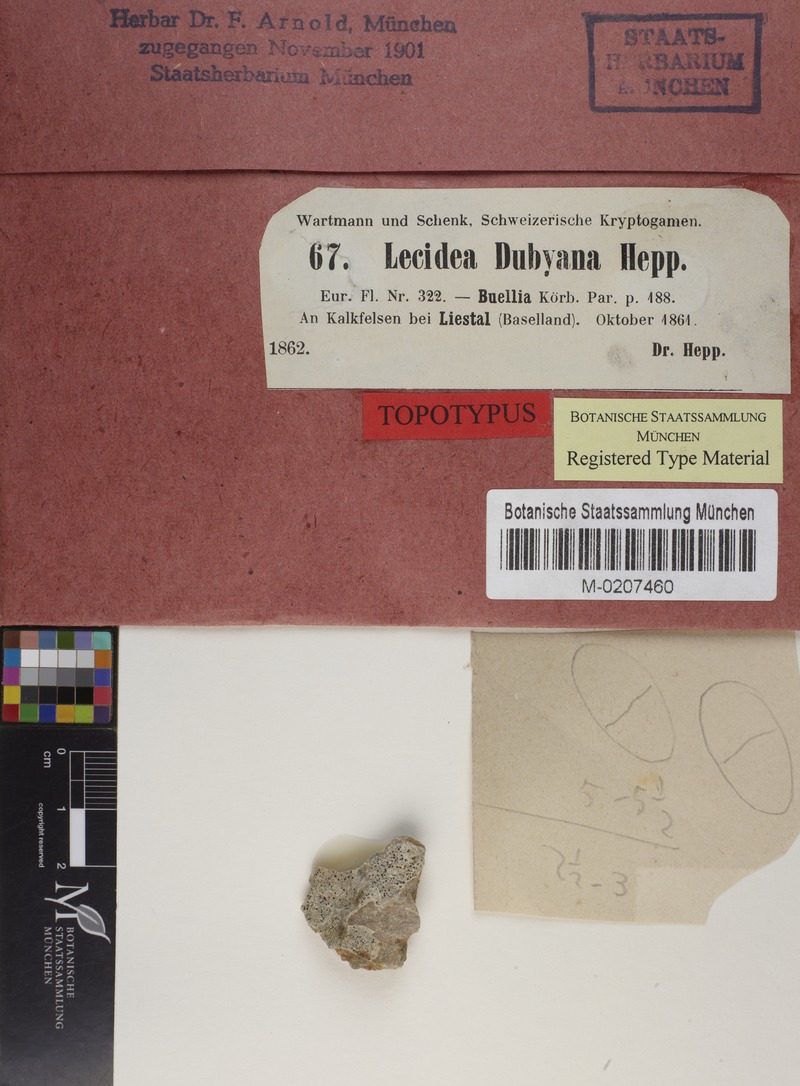 Herbar Dr. F. Arnold, München
zugegangen November 1901
Staatsherbarium München
STAATS-
HERBARIUM
MÜNCHEN
Wartmann und Schenk, Schweizerische Kryptogamen.
67. Lecidea Dubyana Hepp.
Eur. Fl. Nr. 322. — Buellia Körb. Par. p. 188.
An Kalkfelsen bei Liestal (Baselland). Oktober 1861.
1862. Dr. Hepp.
TOPOTYPUS
BOTANISCHE STAATSSAMMLUNG
MÜNCHEN
Registered Type Material
Botanische Staatssammlung München
M-0207460
0 1 2
cm
copyright reserved
M
BOTANISCHE
STAATSSAMMLUNG
MÜNCHEN